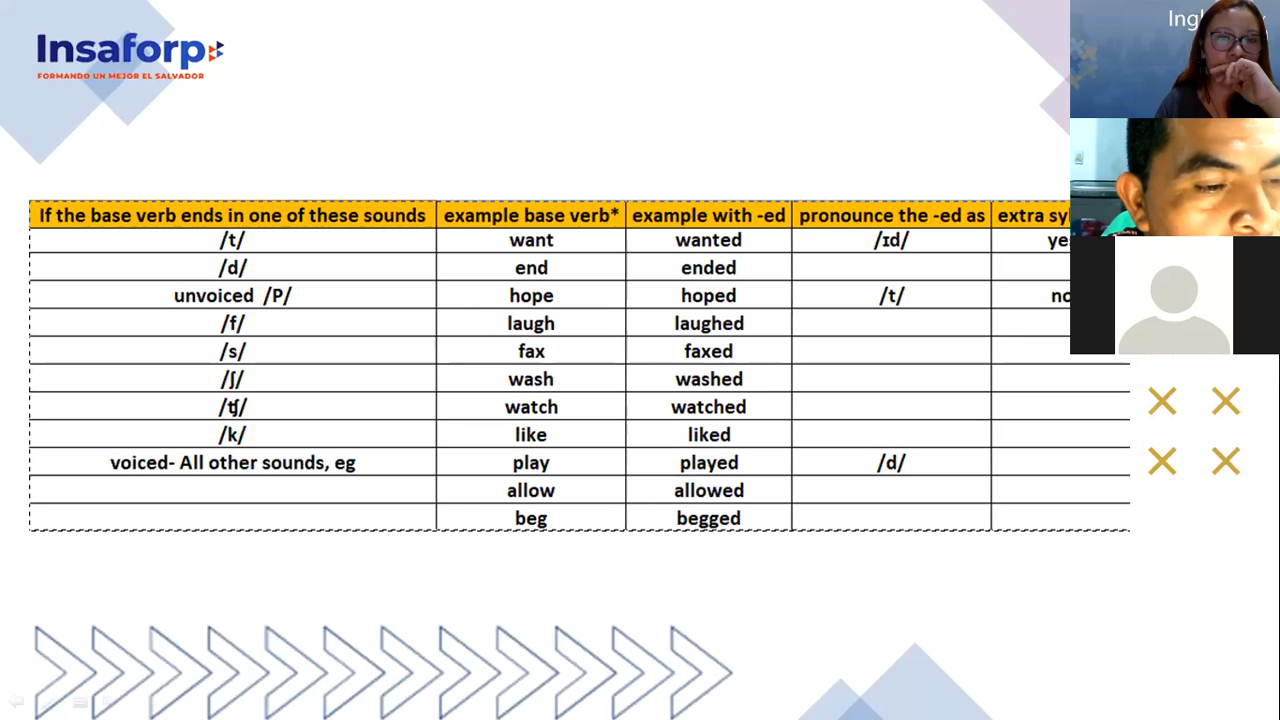 Insaforp
FORMANDO UN MEJOR EL SALVADOR
If the base verb ends in one of these sounds example base verb* example with -ed pronounce the -ed as extra
/t/ want wanted /ɪd/
/d/ end ended
unvoiced /P/ hope hoped /t/ no
/f/ laugh laughed
/s/ fax faxed
/ʃ/ wash washed
/ʧ/ watch watched
/k/ like liked
voiced- All other sounds, eg play played /d/
allow allowed
beg begged